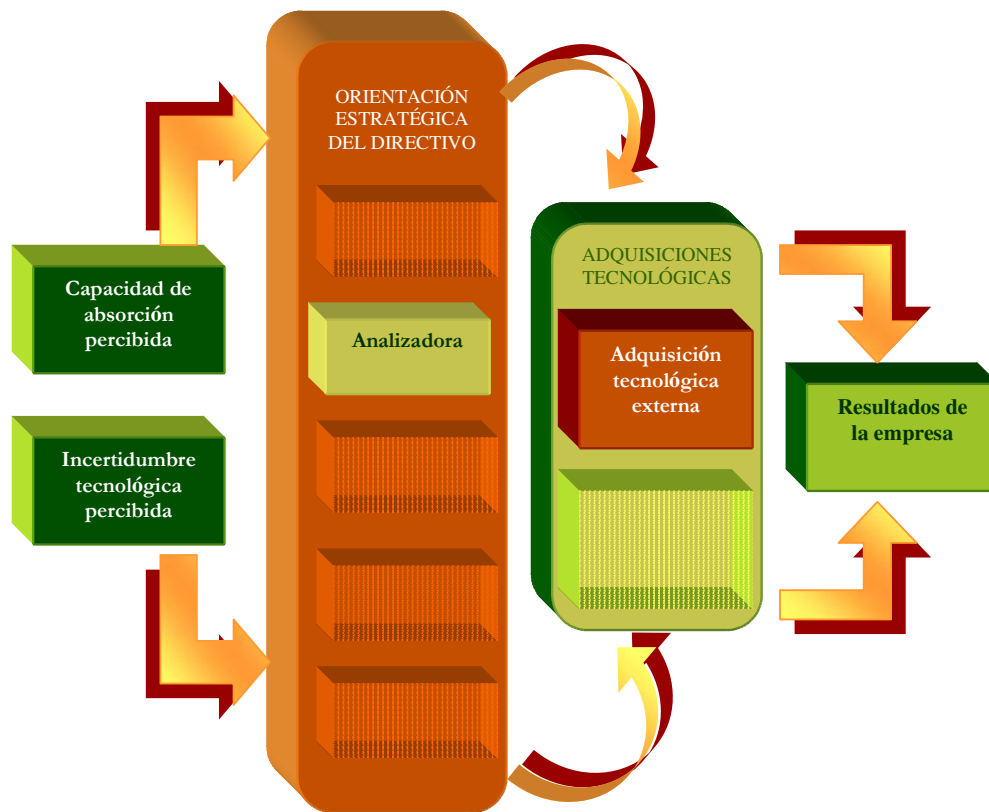 ORIENTACIÓN
ESTRATÉGICA
DEL DIRECTIVO
Capacidad de
absorción
percibida
Analizadora
Incertidumbre
tecnológica
percibida
ADQUISICIONES
TECNOLÓGICAS
Adquisición
tecnológica
externa
Resultados de
la empresa